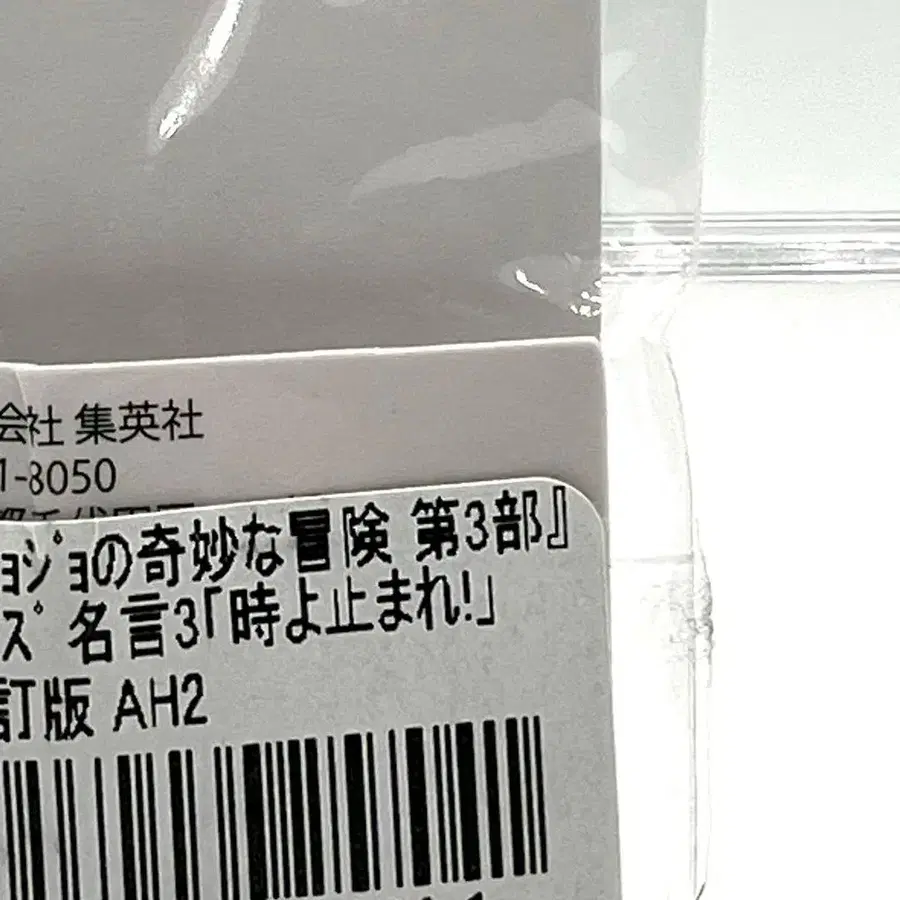 会社 集英社
1-8050
ｮｼﾞｮの奇妙な冒険 第3部』
ｽﾞ 名言3「時よ止まれ!」
訂版 AH2